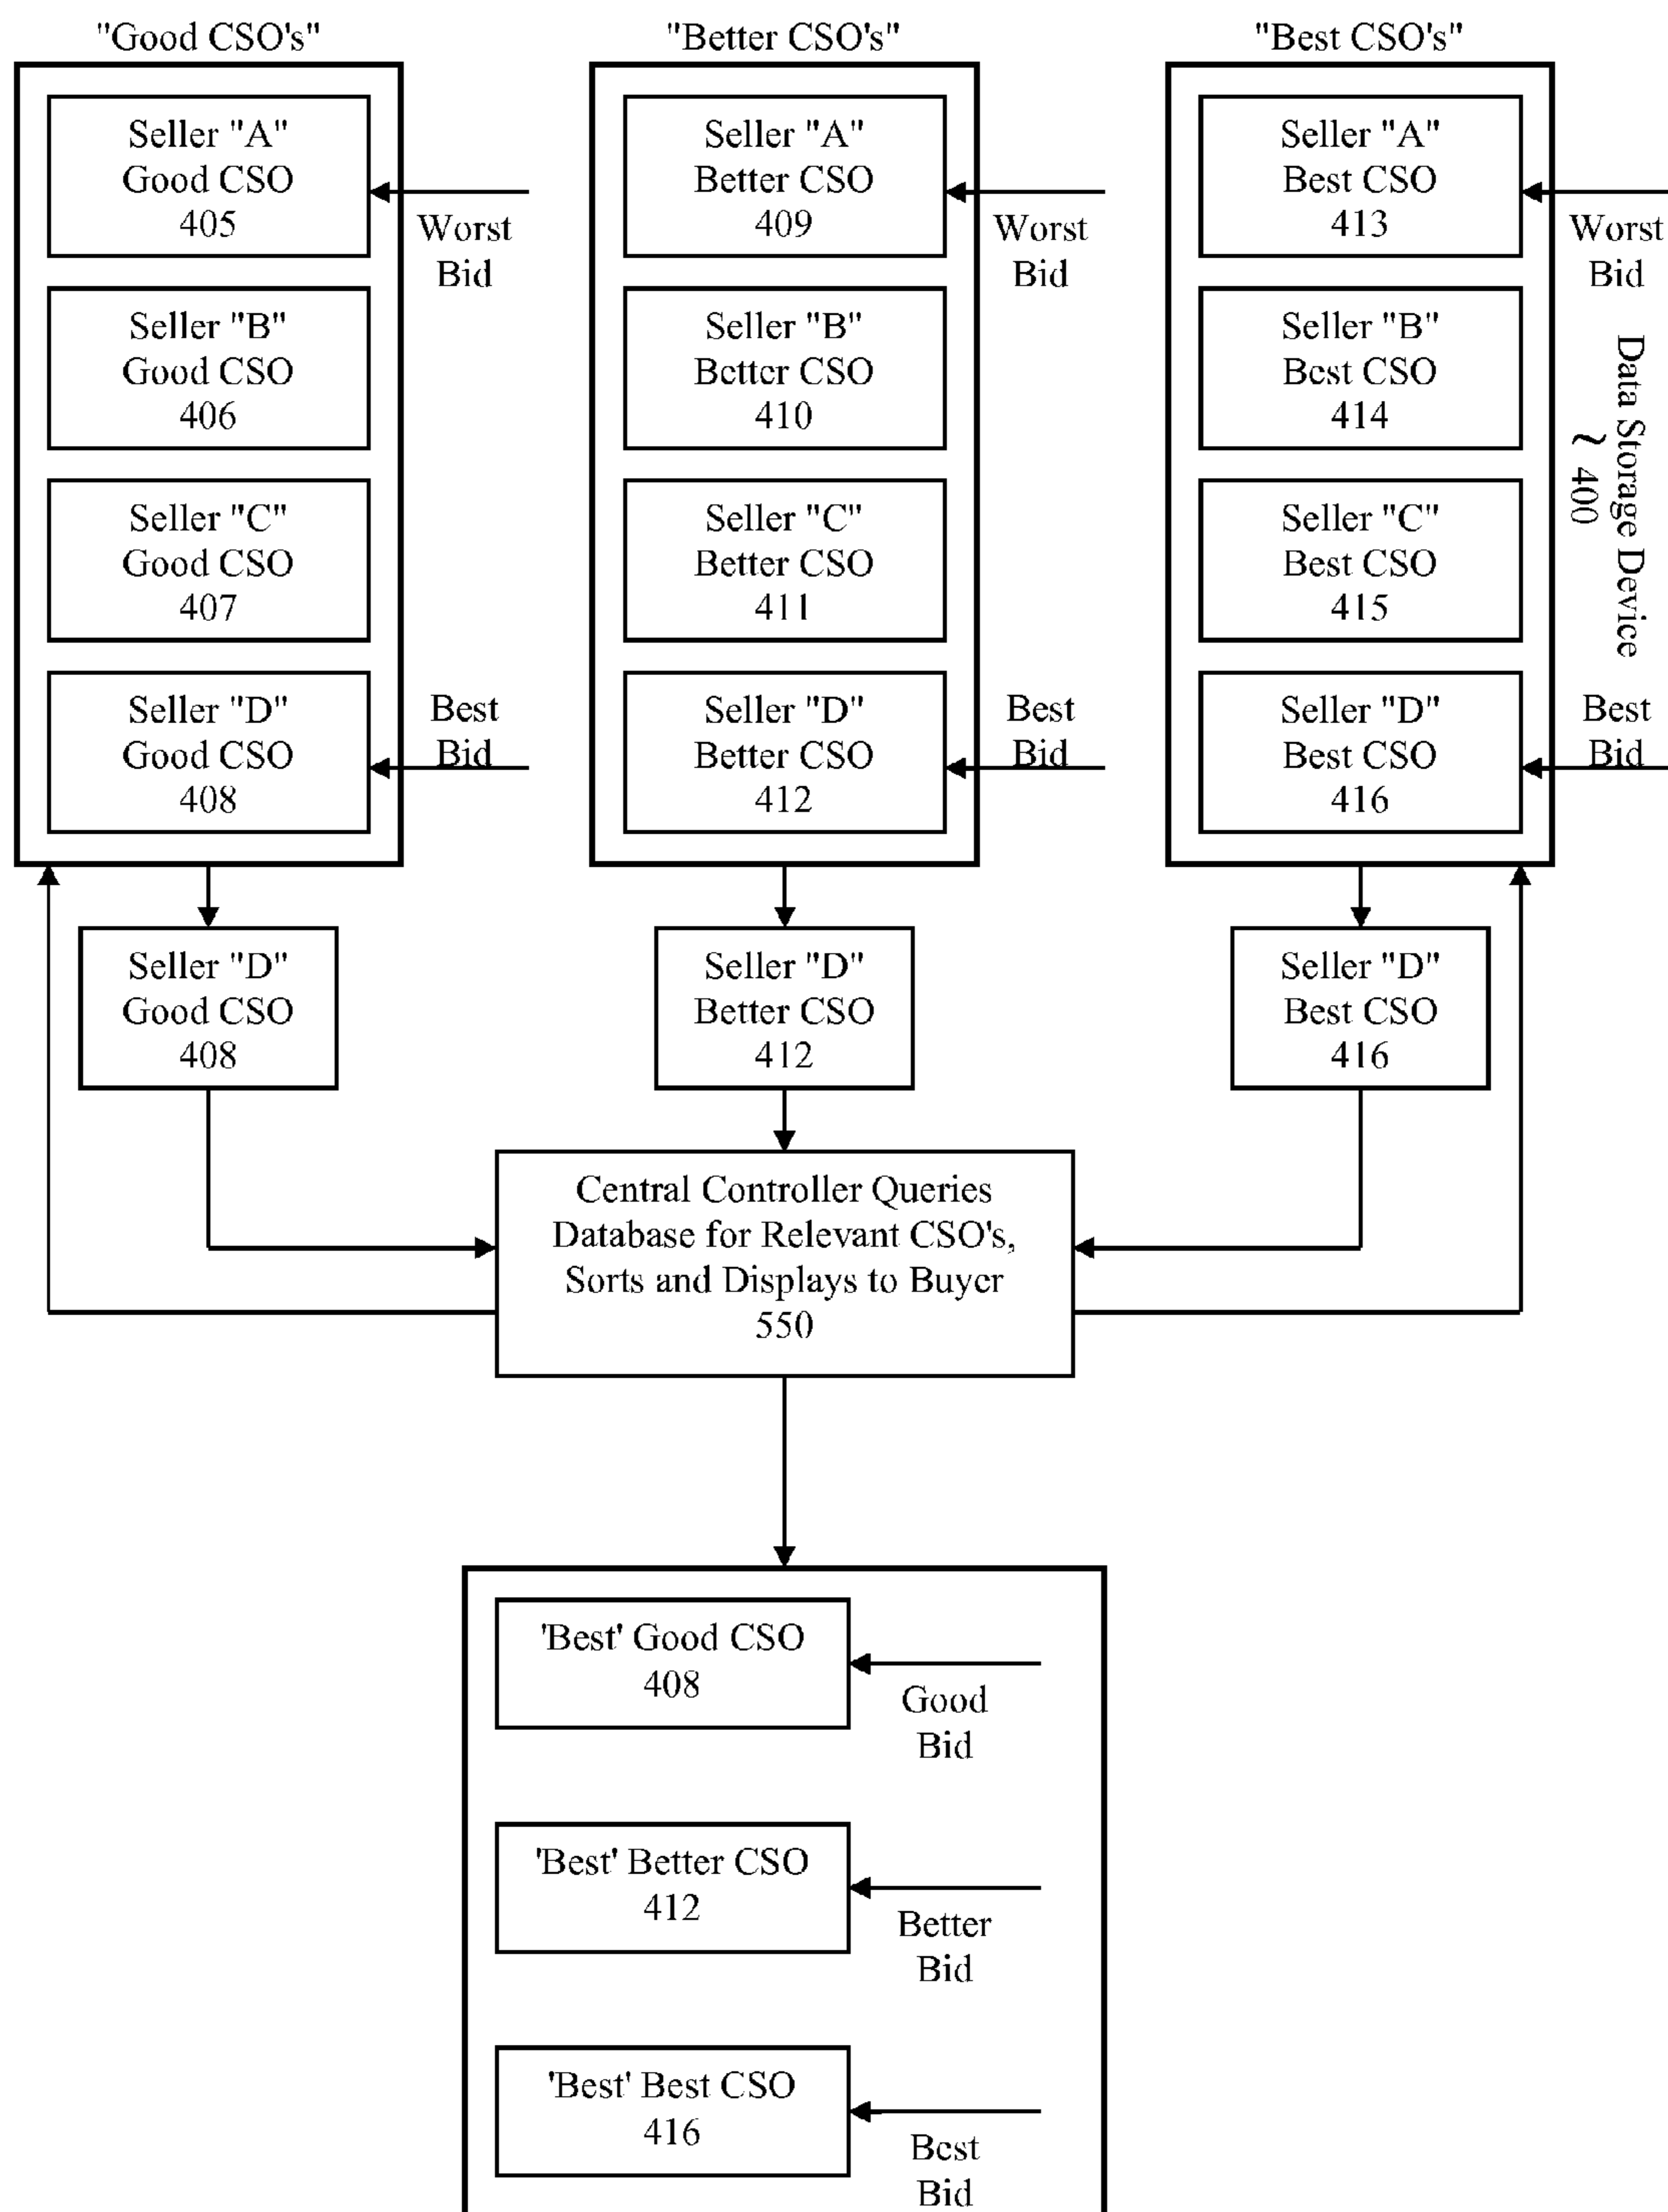 "Good CSO's"
"Better CSO's"
"Best CSO's"
Seller "A"
Good CSO
405
Worst
Bid
Seller "B"
Good CSO
406
Seller "C"
Good CSO
407
Seller "D"
Good CSO
408
Best
Bid
Seller "A"
Better CSO
409
Worst
Bid
Seller "B"
Better CSO
410
Seller "C"
Better CSO
411
Seller "D"
Better CSO
412
Best
Bid
Seller "A"
Best CSO
413
Worst
Bid
Seller "B"
Best CSO
414
Seller "C"
Best CSO
415
Seller "D"
Best CSO
416
Best
Bid
Data Storage Device
~ 400
Seller "D"
Good CSO
408
Seller "D"
Better CSO
412
Seller "D"
Best CSO
416
Central Controller Queries
Database for Relevant CSO's,
Sorts and Displays to Buyer
550
'Best' Good CSO
408
Good
Bid
'Best' Better CSO
412
Better
Bid
'Best' Best CSO
416
Best
Bid